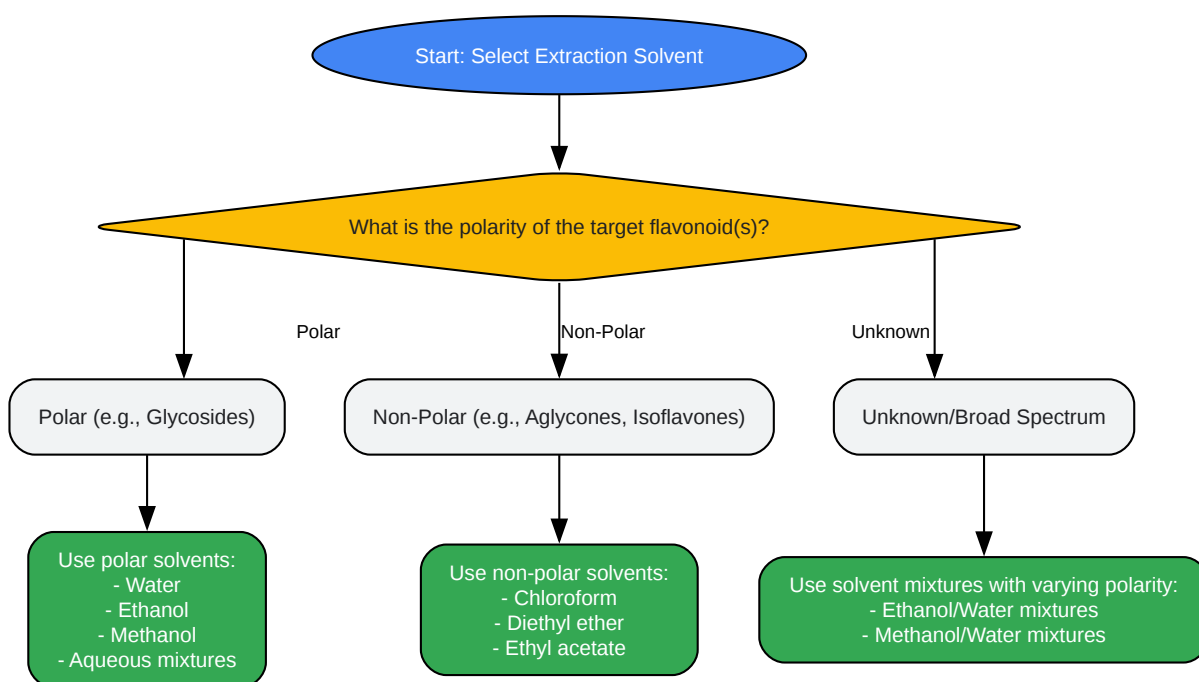 Start: Select Extraction Solvent
What is the polarity of the target flavonoid(s)?
Polar
Non-Polar
Unknown
Polar (e.g., Glycosides)
Non-Polar (e.g., Aglycones, Isoflavones)
Unknown/Broad Spectrum
Use polar solvents:
- Water
- Ethanol
- Methanol
- Aqueous mixtures
Use non-polar solvents:
- Chloroform
- Diethyl ether
- Ethyl acetate
Use solvent mixtures with varying polarity:
- Ethanol/Water mixtures
- Methanol/Water mixtures